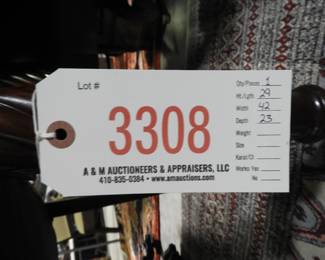 Lot #
3308
A & M AUCTIONEERS & APPRAISERS, LLC
410-835-0384 • www.amauctions.com
Qty/Pieces 1
Ht./Lgth. 29
Width 42
Depth 23
Weight
Size
Karat/Ct
Works: Yes
No